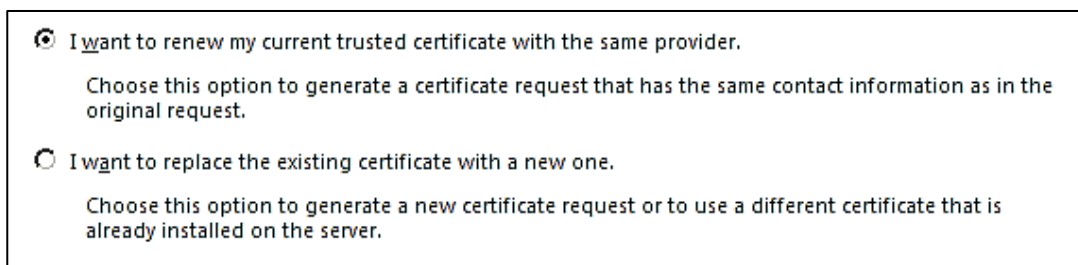 I want to renew my current trusted certificate with the same provider.
Choose this option to generate a certificate request that has the same contact information as in the
original request.
I want to replace the existing certificate with a new one.
Choose this option to generate a new certificate request or to use a different certificate that is
already installed on the server.